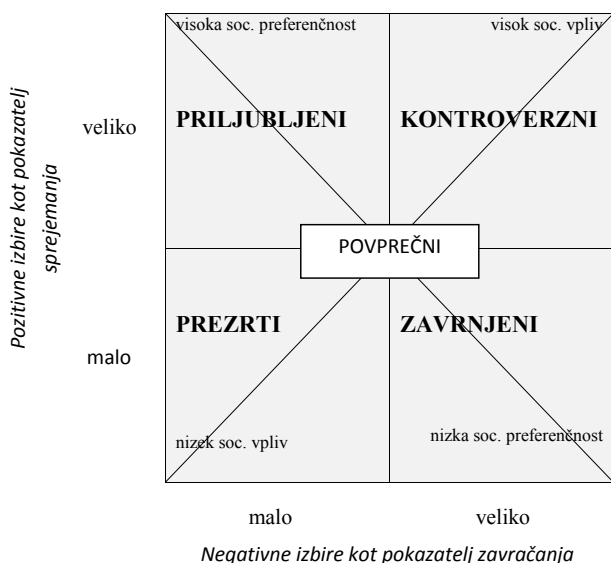 visoka soc. preferenčnost
visok soc. vpliv
Pozitivne izbire kot pokazatelj
sprejemanja
veliko
PRILJUBLJENI
KONTROVERZNI
POVPREČNI
PREZRTI
ZAVRNJENI
malo
nizek soc. vpliv
nizka soc. preferenčnost
malo
veliko
Negativne izbire kot pokazatelj zavračanja